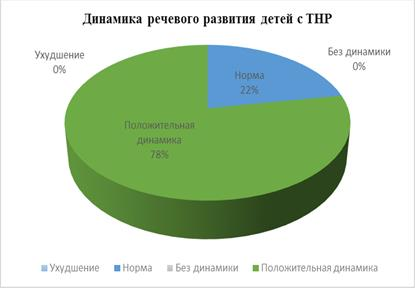 Динамика речевого развития детей с ТНР
Ухудшение
0%
Без динамики
0%
Норма
22%
Положительная
динамика
78%
Ухудшение Норма Без динамики Положительная динамика